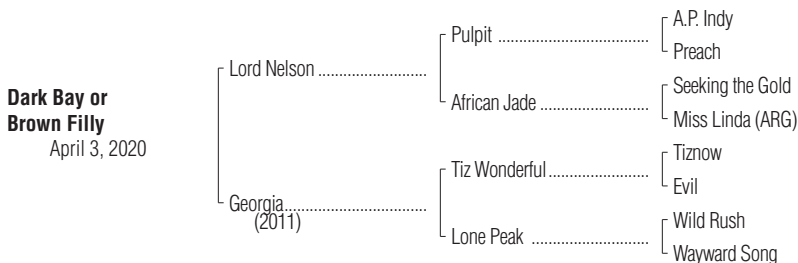 Dark Bay or
Brown Filly
April 3, 2020
Lord Nelson ..........................
Georgia..................................
(2011)
Pulpit ....................................
African Jade ..........................
Tiz Wonderful........................
Lone Peak ............................
A.P. Indy
Preach
Seeking the Gold
Miss Linda (ARG)
Tiznow
Evil
Wild Rush
Wayward Song